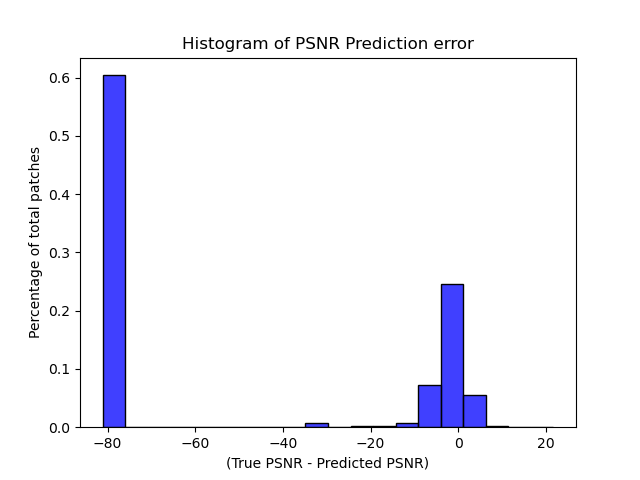 Histogram of PSNR Prediction error
Percentage of total patches
0.6
0.5
0.4
0.3
0.2
0.1
0.0
−80 −60 −40 −20 0 20
(True PSNR - Predicted PSNR)